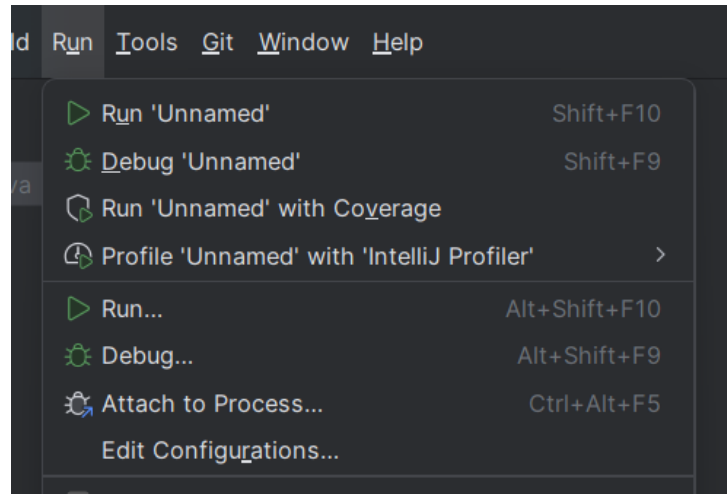 ld Run Tools Git Window Help
Run 'Unnamed' Shift+F10
Debug 'Unnamed' Shift+F9
va
Run 'Unnamed' with Coverage
Profile 'Unnamed' with 'IntelliJ Profiler'
Run... Alt+Shift+F10
Debug... Alt+Shift+F9
Attach to Process... Ctrl+Alt+F5
Edit Configurations...